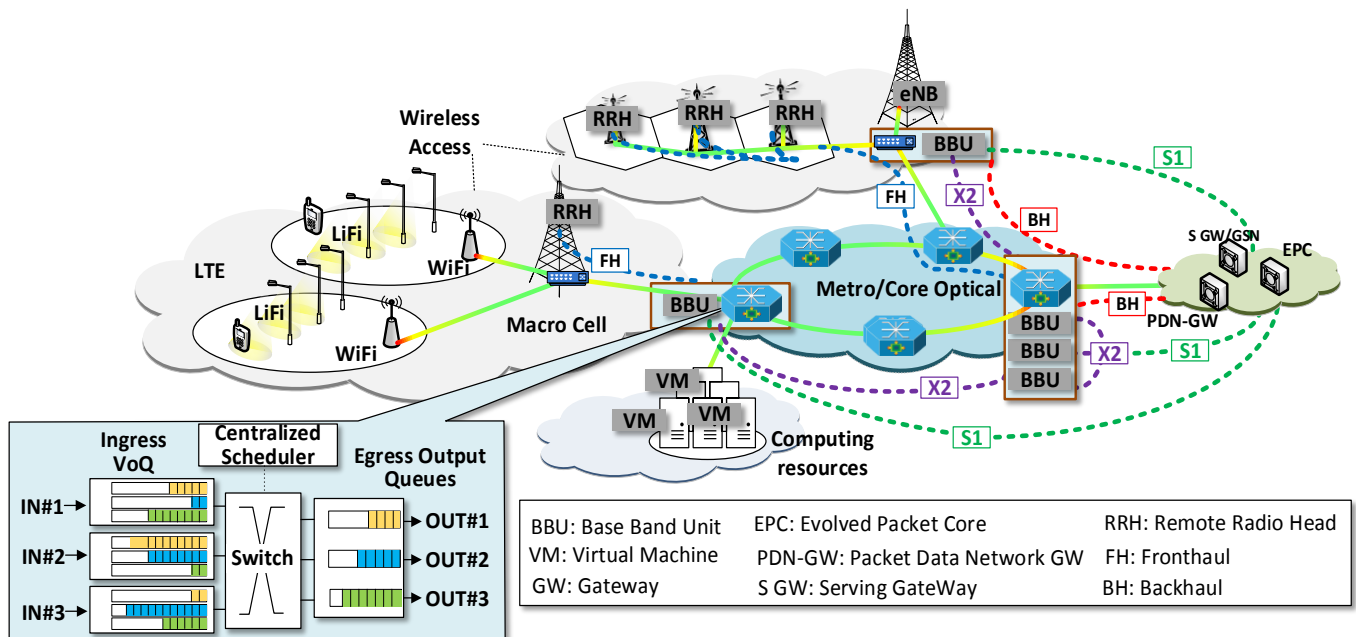 eNB
RRH
RRH
RRH
BBU
Wireless
Access
S1
FH
X2
BH
RRH
LiFi
WiFi
FH
LTE
LiFi
WiFi
Macro Cell
BBU
Metro/Core Optical
S GW/GSN
EPC
PDN-GW
BH
BBU
BBU
BBU
X2
S1
X2
S1
VM
VM
VM
Computing
resources
Ingress
VoQ
Centralized
Scheduler
Egress Output
Queues
IN#1
IN#2
IN#3
Switch
OUT#1
OUT#2
OUT#3
BBU: Base Band Unit
EPC: Evolved Packet Core
RRH: Remote Radio Head
VM: Virtual Machine
PDN-GW: Packet Data Network GW
FH: Fronthaul
GW: Gateway
S GW: Serving GateWay
BH: Backhaul